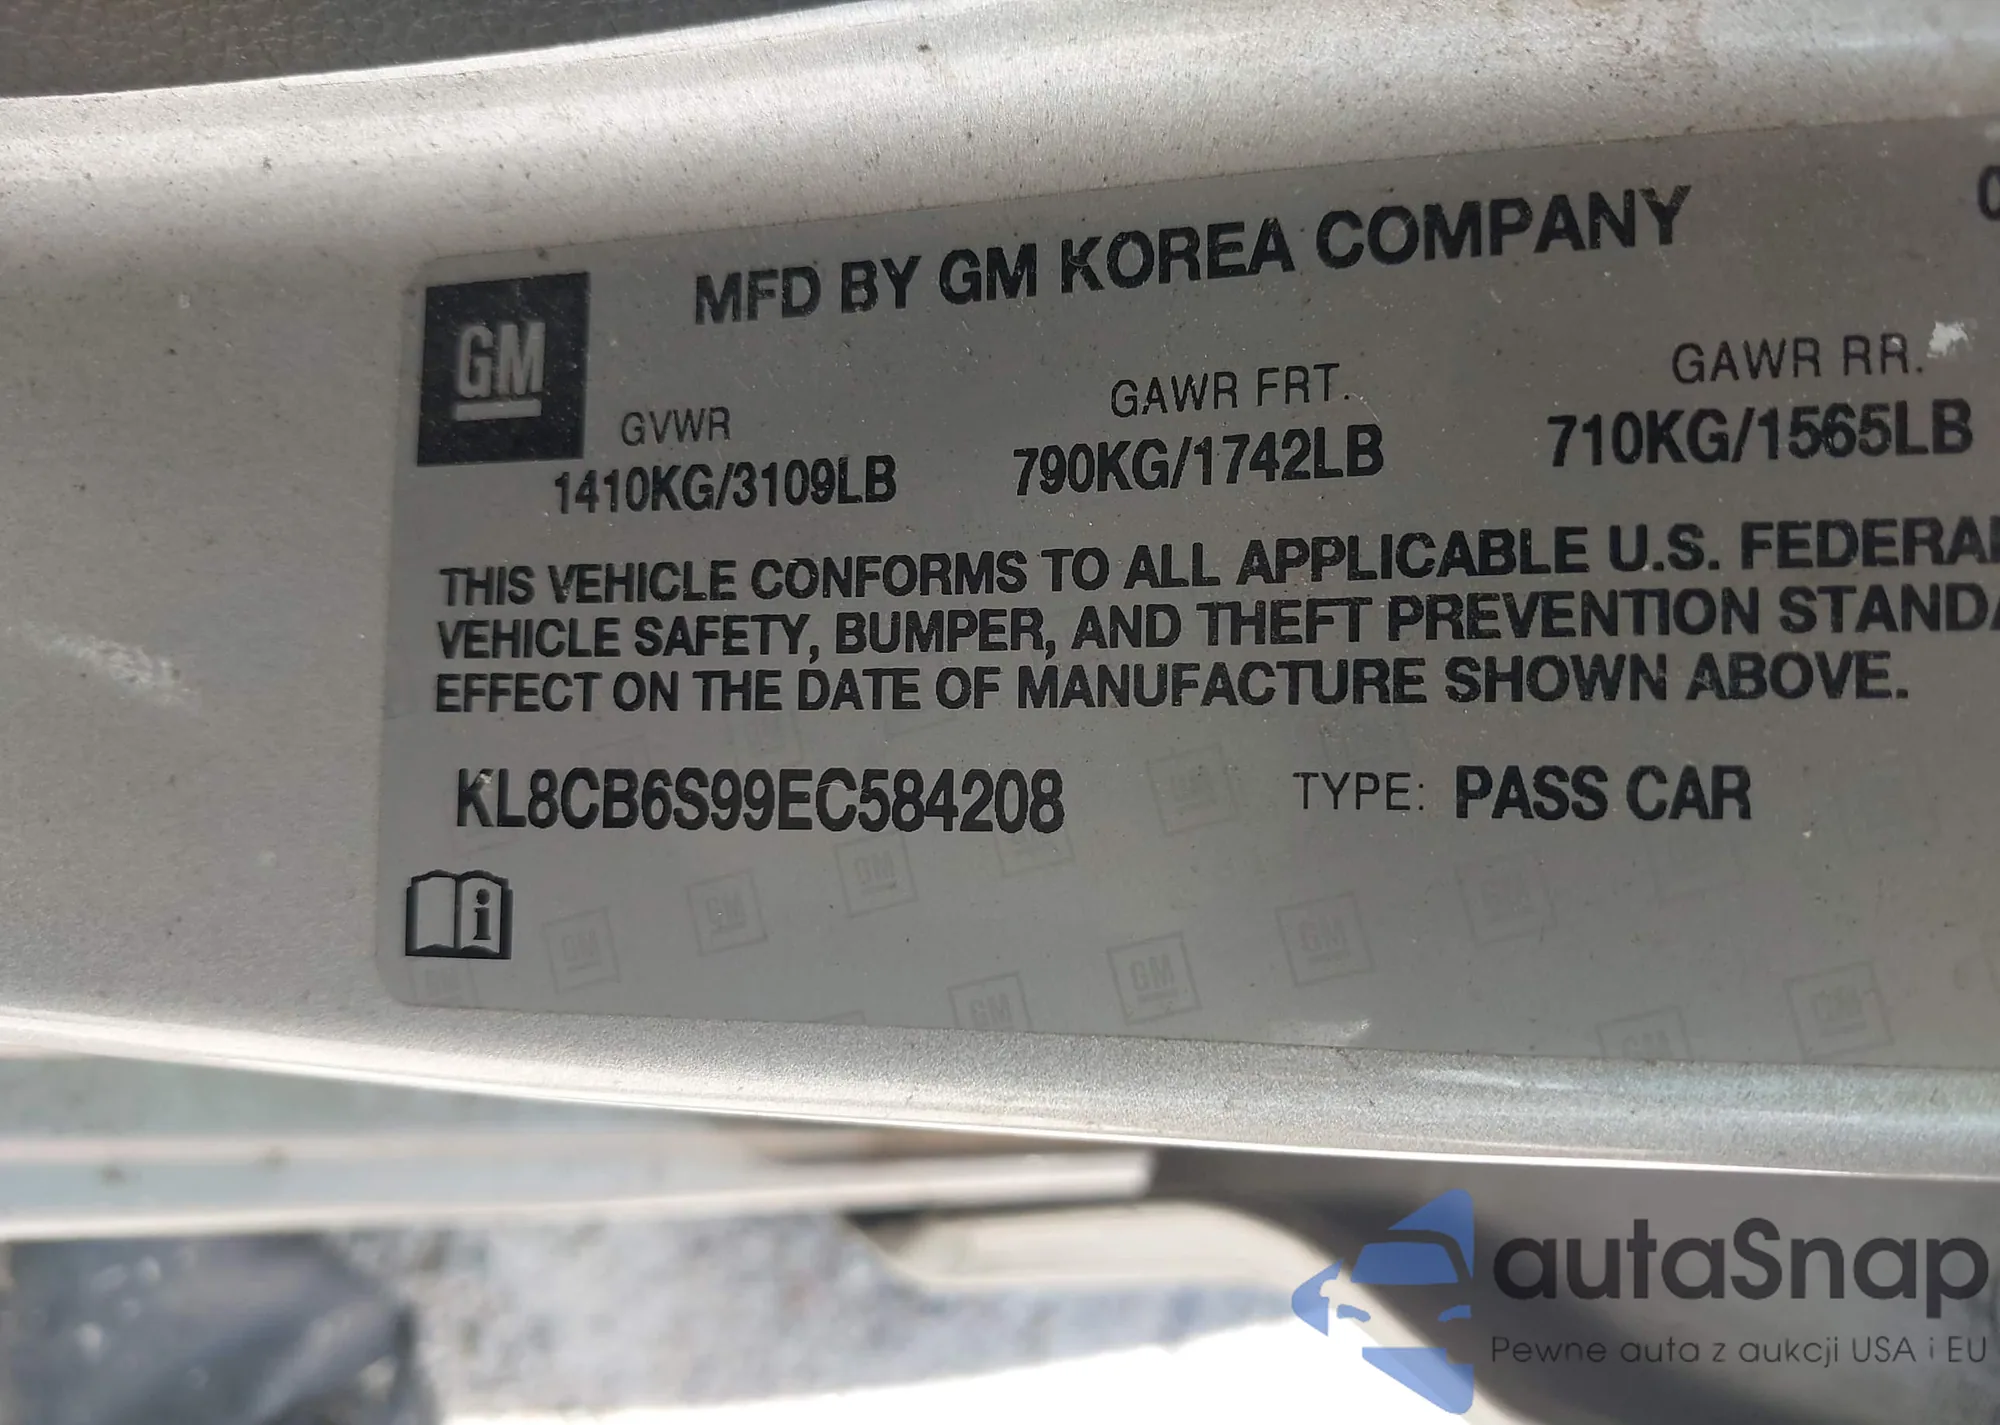 MFD BY GM KOREA COMPANY
GM
GVWR GAWR FRT. GAWR RR.
1410KG/3109LB 790KG/1742LB 710KG/1565LB
THIS VEHICLE CONFORMS TO ALL APPLICABLE U.S. FEDERAL
VEHICLE SAFETY, BUMPER, AND THEFT PREVENTION STANDA
EFFECT ON THE DATE OF MANUFACTURE SHOWN ABOVE.
KL8CB6S99EC584208 TYPE: PASS CAR
autaSnap
Pewne auta z aukcji USA i EU